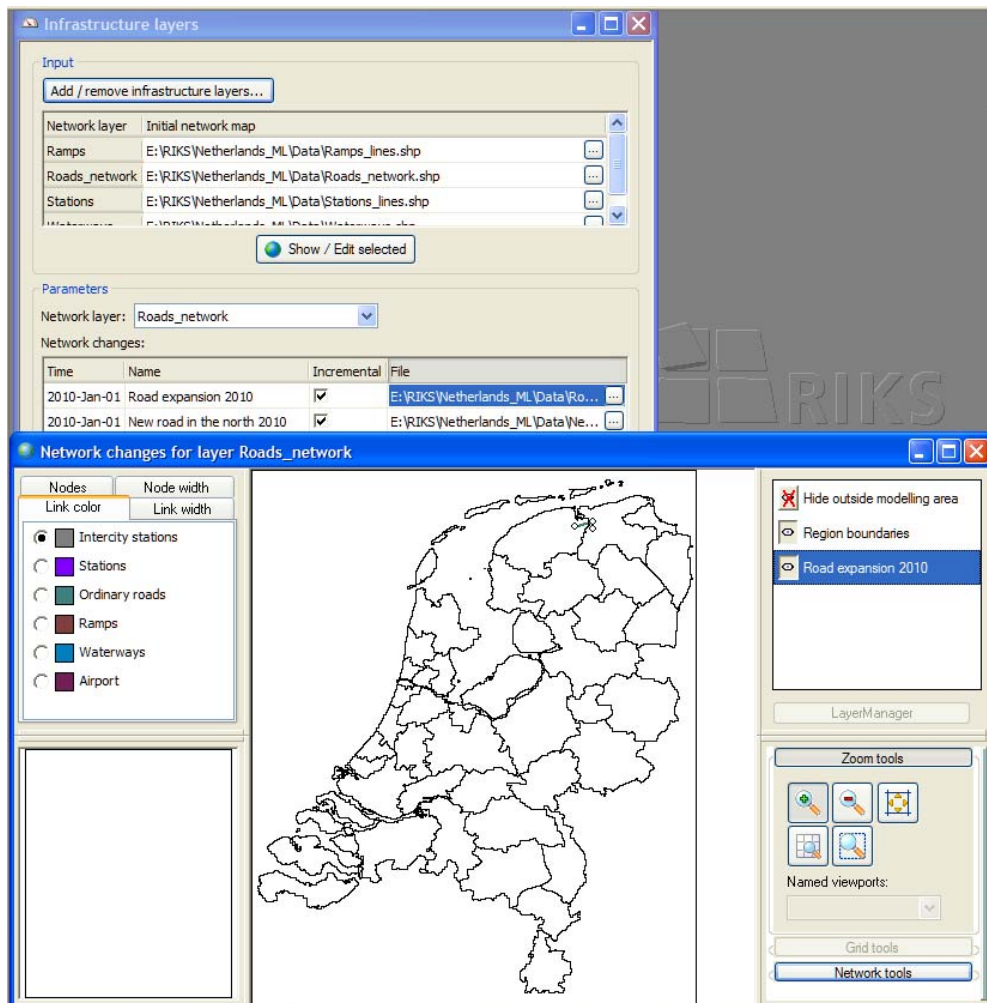 Infrastructure layers
Input
Add / remove infrastructure layers...
Network layer Initial network map
Ramps E:\RIKS\Netherlands_ML\Data\Ramps_lines.shp ...
Roads_network E:\RIKS\Netherlands_ML\Data\Roads_network.shp ...
Stations E:\RIKS\Netherlands_ML\Data\Stations_lines.shp ...
Show / Edit selected
Parameters
Network layer: Roads_network
Network changes:
Time Name Incremental File
2010-Jan-01 Road expansion 2010 E:\RIKS\Netherlands_ML\Data\Ro... ...
2010-Jan-01 New road in the north 2010 E:\RIKS\Netherlands_ML\Data\Ne... ...
RIKS
Network changes for layer Roads_network
Nodes Node width
Link color Link width
Intercity stations
Stations
Ordinary roads
Ramps
Waterways
Airport
Hide outside modelling area
Region boundaries
Road expansion 2010
LayerManager
Zoom tools
Named viewports:
Grid tools
Network tools